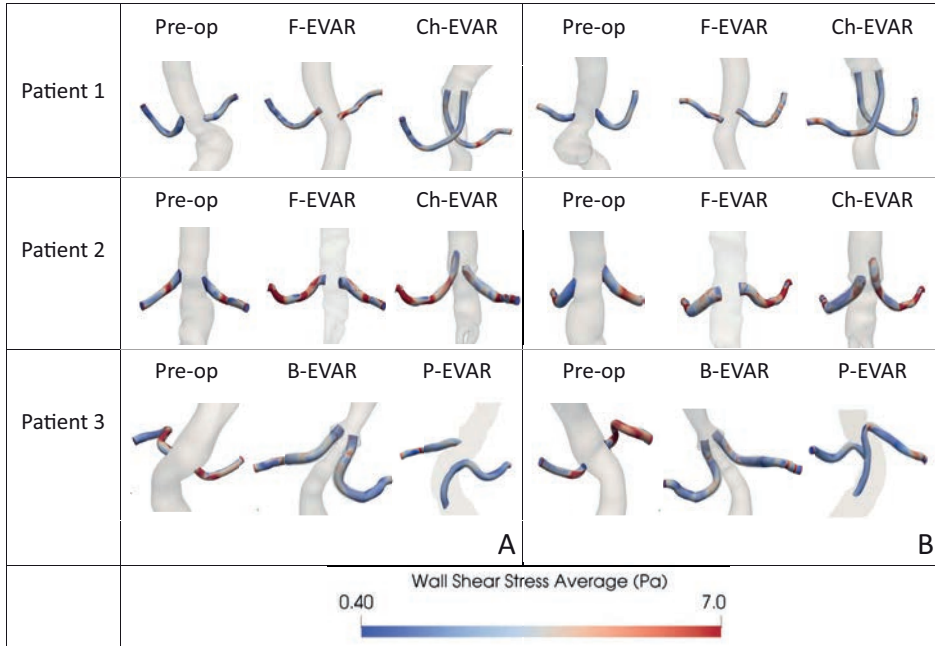 Pre-op F-EVAR Ch-EVAR Pre-op F-EVAR Ch-EVAR
Patient 1
Pre-op F-EVAR Ch-EVAR Pre-op F-EVAR Ch-EVAR
Patient 2
Pre-op B-EVAR P-EVAR Pre-op B-EVAR P-EVAR
Patient 3
A B
Wall Shear Stress Average (Pa)
0.40 7.0